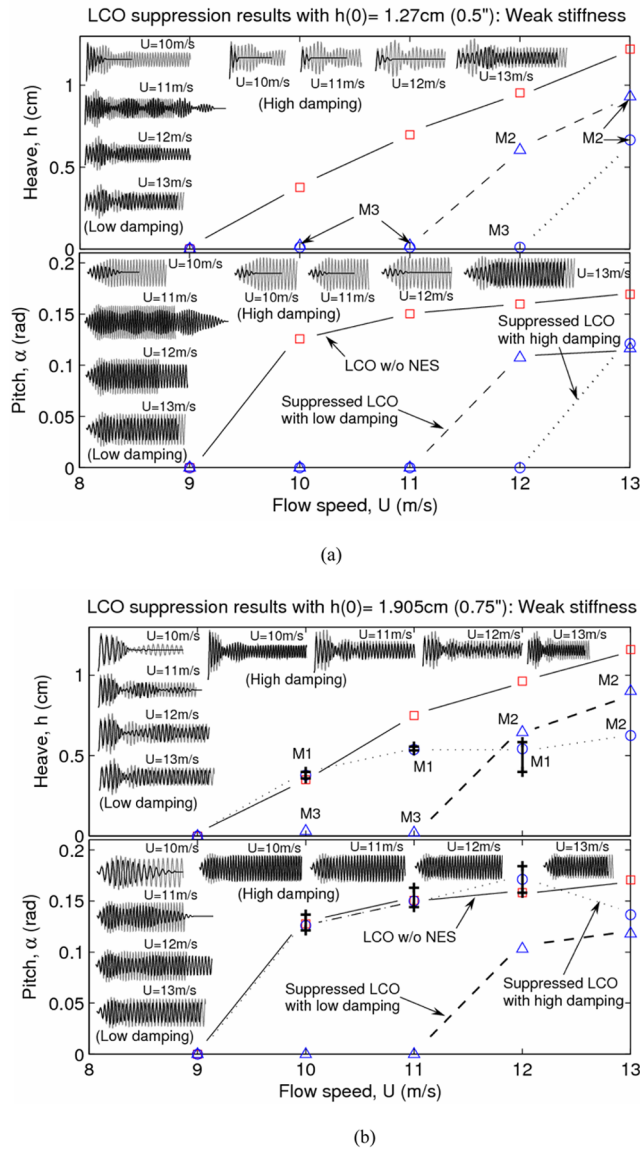 LCO suppression results with h(0)= 1.27cm (0.5"): Weak stiffness
Heave, h (cm)
1
0.5
0
U=10m/s
U=11m/s
U=12m/s
U=13m/s
(Low damping)
U=10m/s
U=11m/s
U=12m/s
U=13m/s
(High damping)
M3
M2
M2
M3
Pitch, α (rad)
0.2
0.15
0.1
0.05
0
U=10m/s
U=11m/s
U=12m/s
U=13m/s
(Low damping)
U=10m/s
U=11m/s
U=12m/s
U=13m/s
(High damping)
LCO w/o NES
Suppressed LCO
with high damping
Suppressed LCO
with low damping
8 9 10 11 12 13
Flow speed, U (m/s)
(a)
LCO suppression results with h(0)= 1.905cm (0.75"): Weak stiffness
Heave, h (cm)
1
0.5
0
U=10m/s
U=11m/s
U=12m/s
U=13m/s
(Low damping)
U=10m/s
U=11m/s
U=12m/s
U=13m/s
(High damping)
M1
M3
M1
M3
M2
M1
M2
M2
Pitch, α (rad)
0.2
0.15
0.1
0.05
0
U=10m/s
U=11m/s
U=12m/s
U=13m/s
(Low damping)
U=10m/s
U=11m/s
U=12m/s
U=13m/s
(High damping)
LCO w/o NES
Suppressed LCO
with low damping
Suppressed LCO
with high damping
8 9 10 11 12 13
Flow speed, U (m/s)
(b)